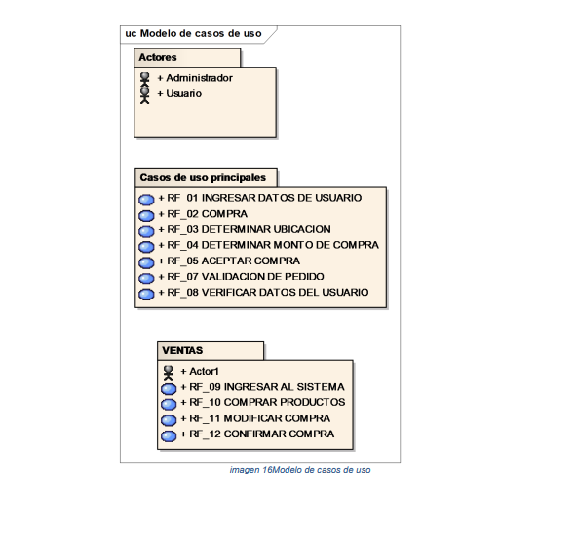 uc Modelo de casos de uso
Actores
+ Administrador
+ Usuario
Casos de uso principales
+ RF_01 INGRESAR DATOS DE USUARIO
+ RF_02 COMPRA
+ RF_03 DETERMINAR UBICACION
+ RF_04 DETERMINAR MONTO DE COMPRA
+ RF_05 ACEPTAR COMPRA
+ RF_07 VALIDACION DE PEDIDO
+ RF_08 VERIFICAR DATOS DEL USUARIO
VENTAS
+ Actor1
+ RF_09 INGRESAR AL SISTEMA
+ RF_10 COMPRAR PRODUCTOS
+ RF_11 MODIFICAR COMPRA
+ RF_12 CONFIRMAR COMPRA
imagen 16Modelo de casos de uso